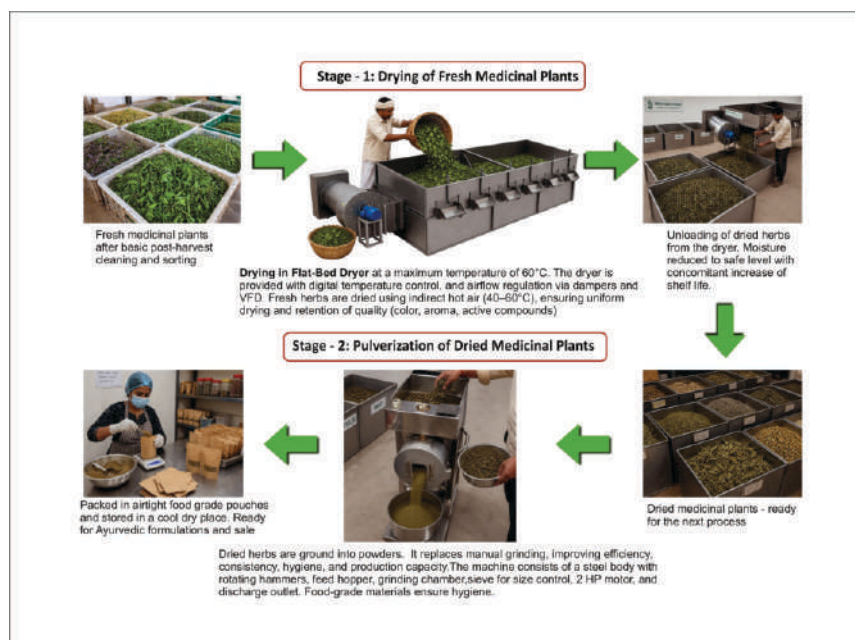 Stage - 1: Drying of Fresh Medicinal Plants
Fresh medicinal plants
after basic post-harvest
cleaning and sorting
Drying in Flat-Bed Dryer at a maximum temperature of 60°C. The dryer is
provided with digital temperature control, and airflow regulation via dampers and
VFD. Fresh herbs are dried using indirect hot air (40–60°C), ensuring uniform
drying and retention of quality (color, aroma, active compounds)
Unloading of dried herbs
from the dryer. Moisture
reduced to safe level with
concomitant increase of
shelf life.
Stage - 2: Pulverization of Dried Medicinal Plants
Dried medicinal plants - ready
for the next process
Dried herbs are ground into powders. It replaces manual grinding, improving efficiency,
consistency, hygiene, and production capacity.The machine consists of a steel body with
rotating hammers, feed hopper, grinding chamber,sieve for size control, 2 HP motor, and
discharge outlet. Food-grade materials ensure hygiene.
Packed in airtight food grade pouches
and stored in a cool dry place. Ready
for Ayurvedic formulations and sale